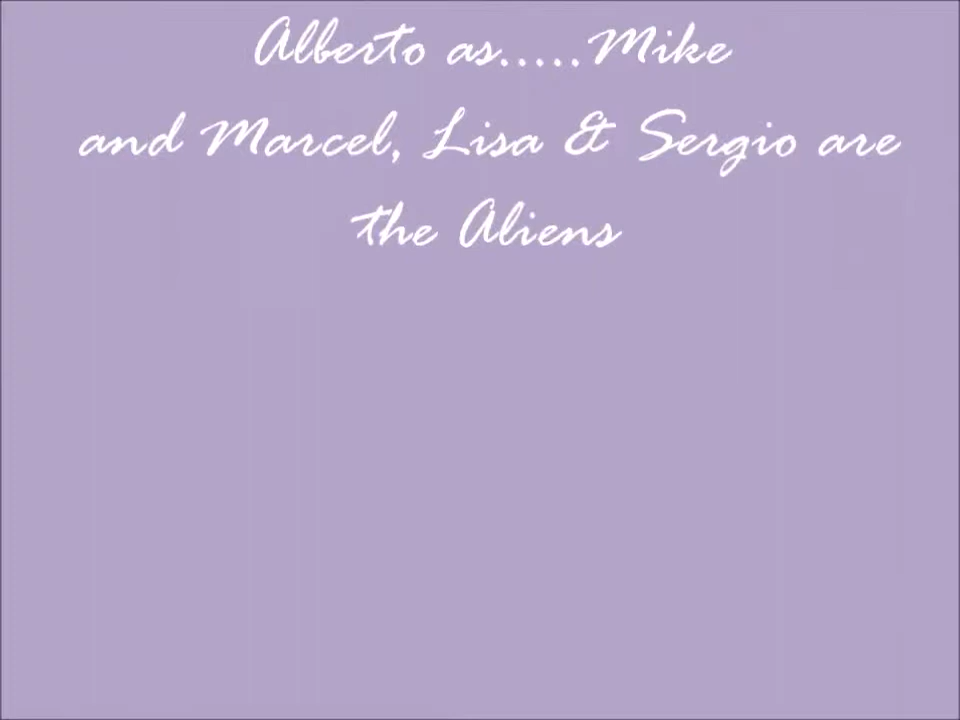 Alberto as.....Mike
and Marcel, Lisa & Sergio are
the Aliens